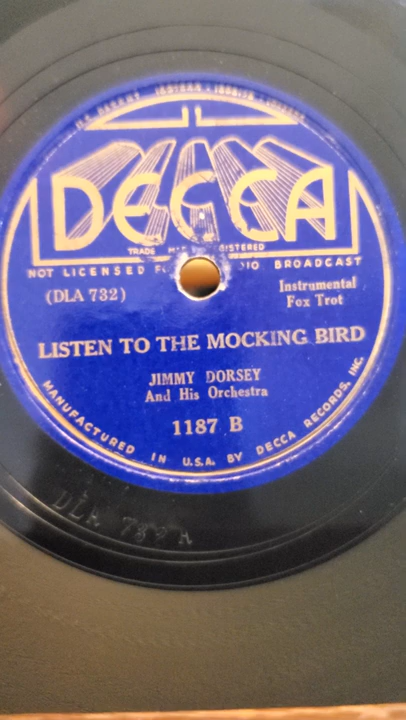 DECCA
TRADE REGISTERED
NOT LICENSED BROADCAST
(DLA 732)
Instrumental
Fox Trot
LISTEN TO THE MOCKING BIRD
JIMMY DORSEY
And His Orchestra
1187 B
MANUFACTURED IN U.S.A. BY DECCA RECORDS, INC.
DLA